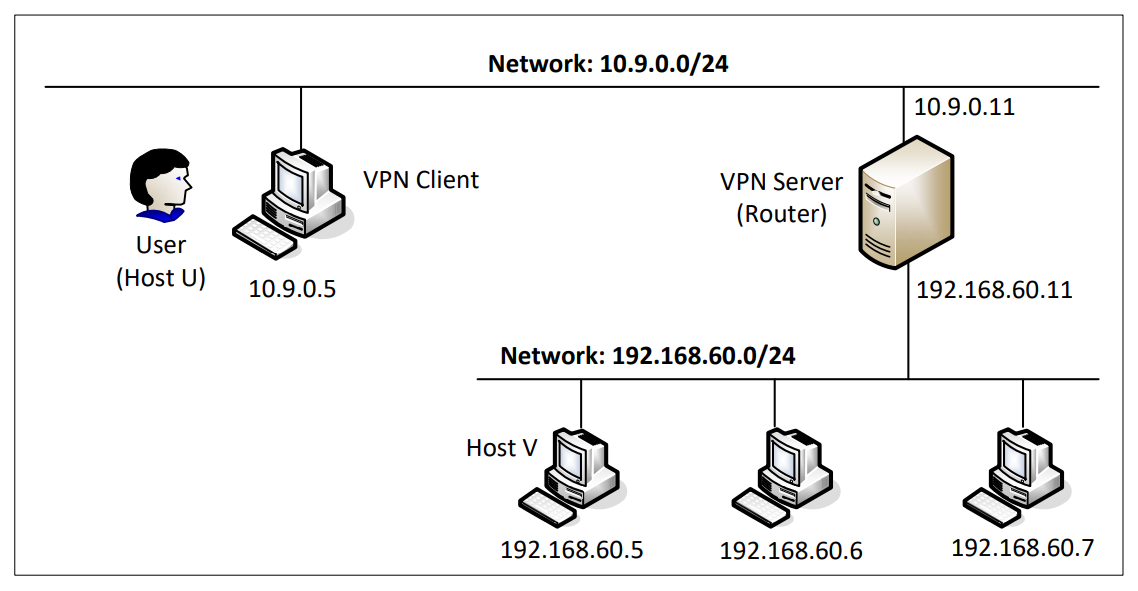 Network: 10.9.0.0/24
10.9.0.11
VPN Client
VPN Server
(Router)
User
(Host U)
10.9.0.5
192.168.60.11
Network: 192.168.60.0/24
Host V
192.168.60.5
192.168.60.6
192.168.60.7